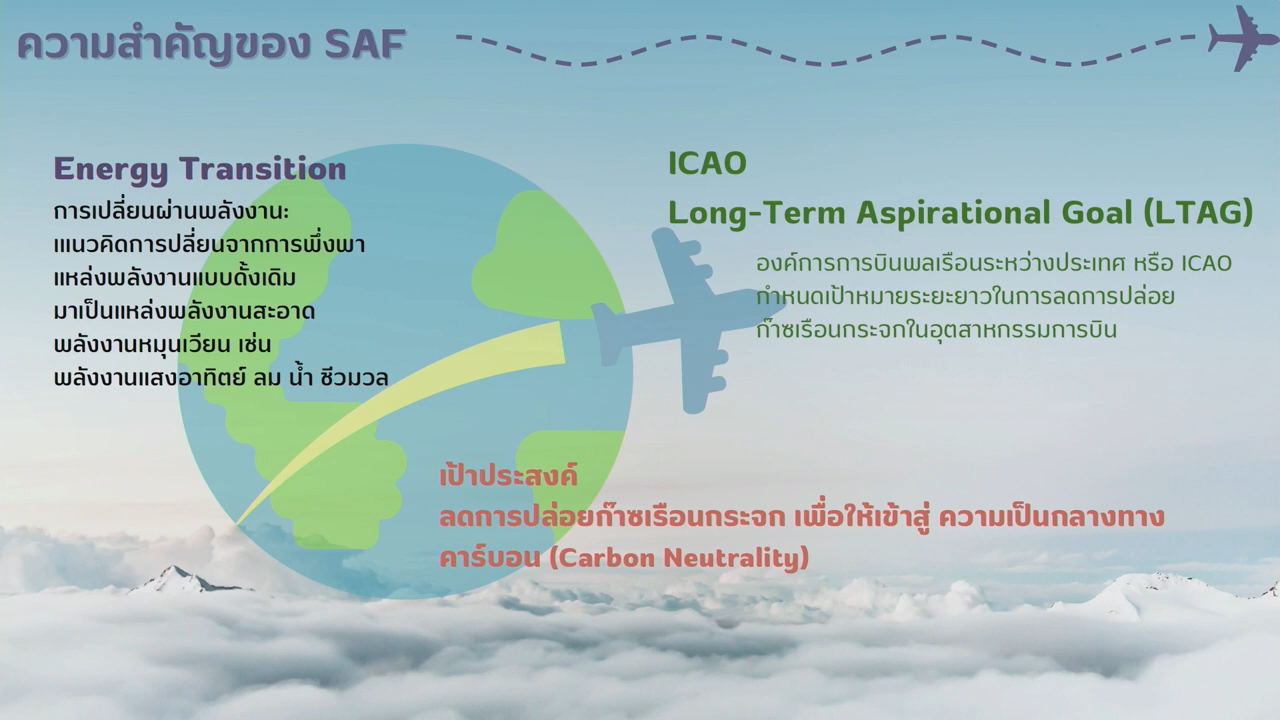 ความสำคัญของ SAF
Energy Transition
การเปลี่ยนผ่านพลังงาน:
แนวคิดการปลี่ยนจากการพึ่งพา
แหล่งพลังงานแบบดั้งเดิม
มาเป็นแหล่งพลังงานสะอาด
พลังงานหมุนเวียน เช่น
พลังงานแสงอาทิตย์ ลม น้ำ ชีวมวล
ICAO
Long-Term Aspirational Goal (LTAG)
องค์การการบินพลเรือนระหว่างประเทศ หรือ ICAO
กำหนดเป้าหมายระยะยาวในการลดการปล่อย
ก๊าซเรือนกระจกในอุตสาหกรรมการบิน
เป้าประสงค์
ลดการปล่อยก๊าซเรือนกระจก เพื่อให้เข้าสู่ ความเป็นกลางทาง
คาร์บอน (Carbon Neutrality)